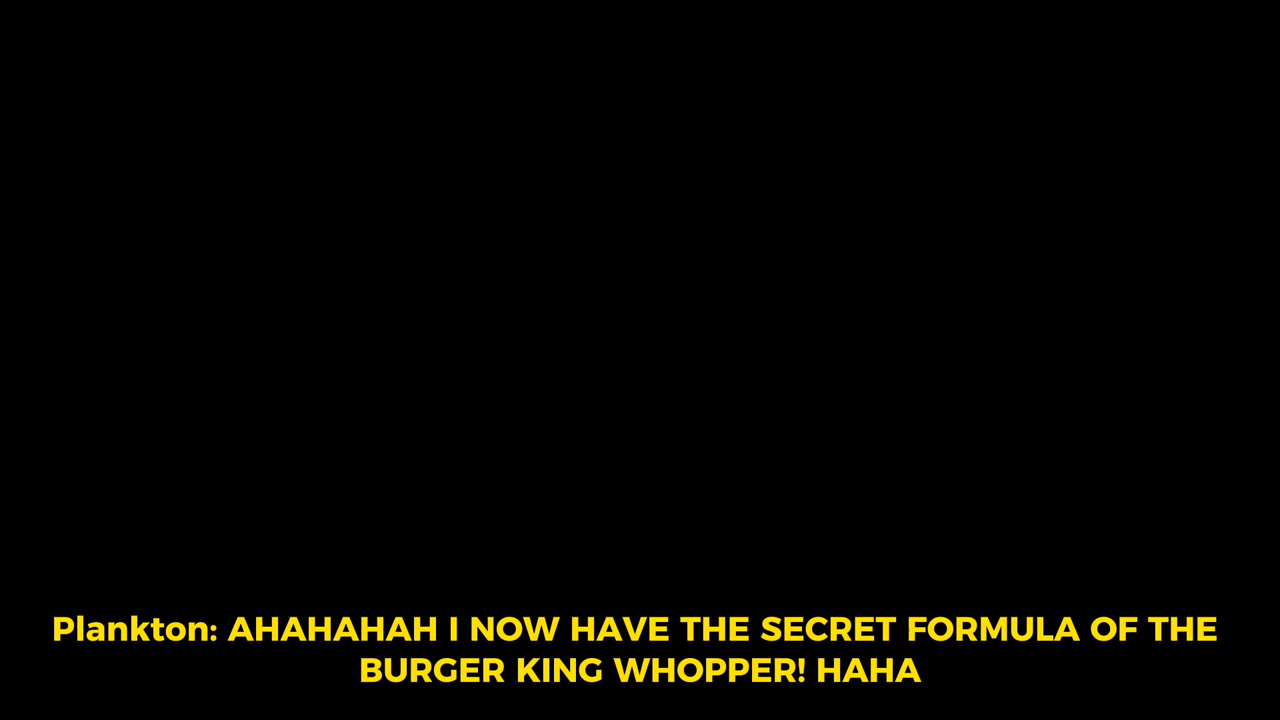 Plankton: AHAHAHAH I NOW HAVE THE SECRET FORMULA OF THE
BURGER KING WHOPPER! HAHA